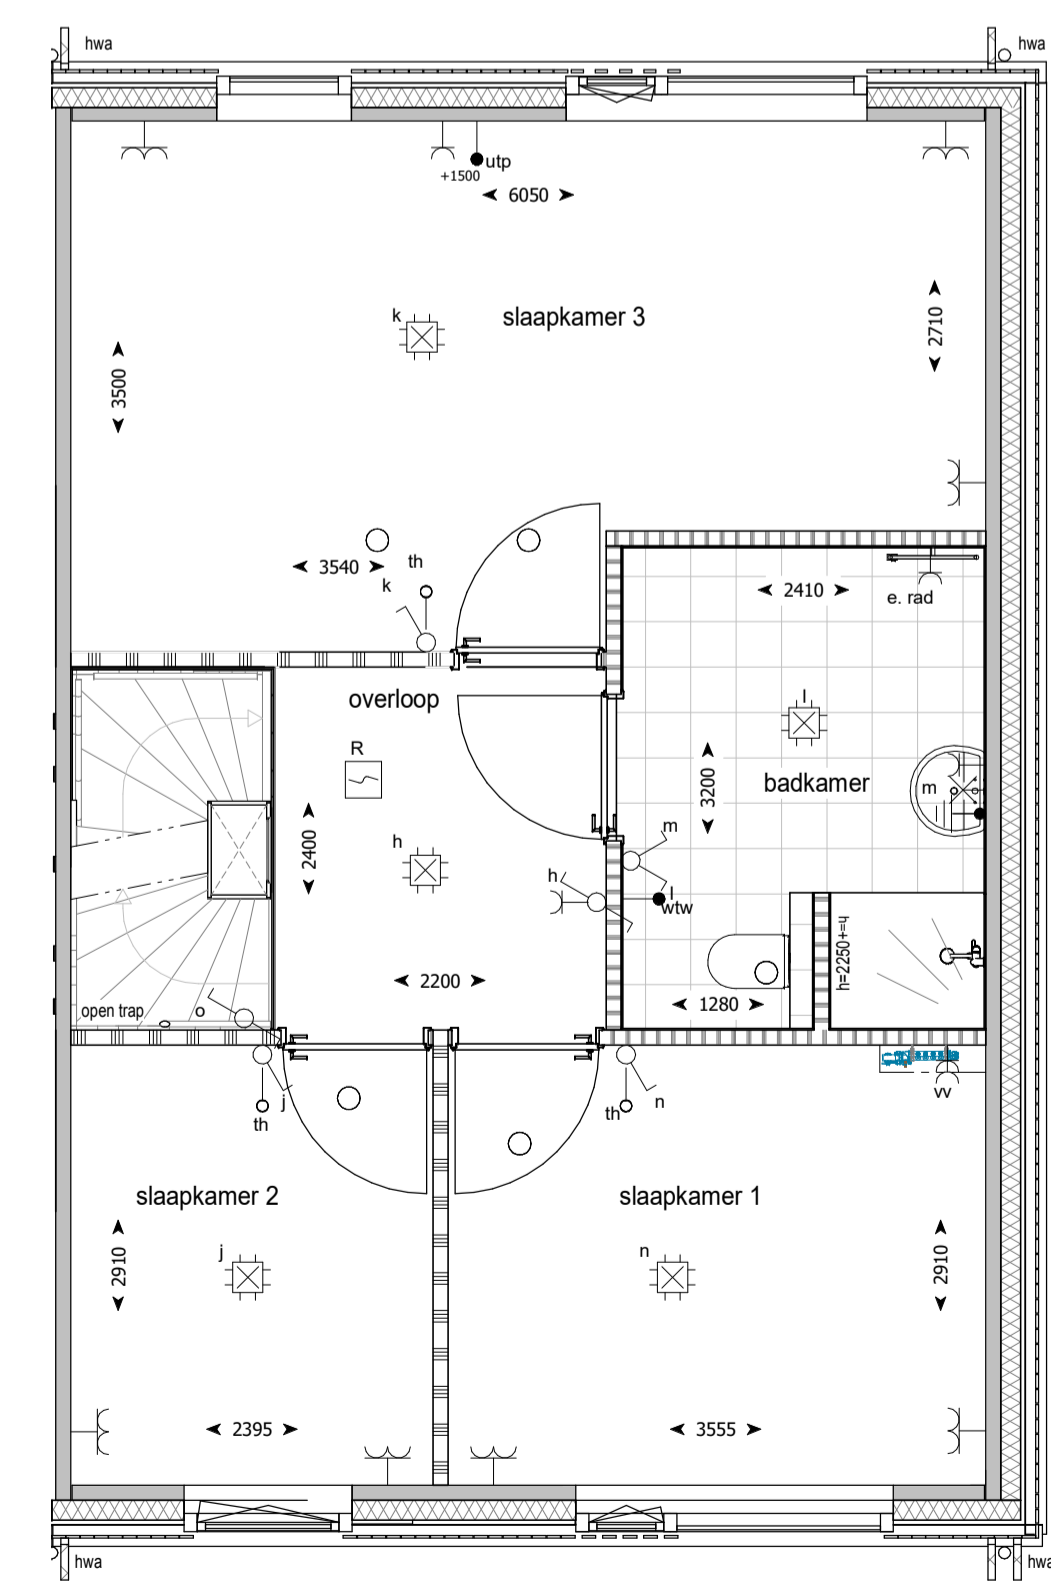 hwa
hwa
utp
+1500
6050
k
slaapkamer 3
2710
3500
3540
th
k
2410
e. rad
overloop
R
l
badkamer
m
3200
2400
h
m
h
l
wtw
h=2250+=4
2200
1280
open trap
j
th
th
n
vv
slaapkamer 2
slaapkamer 1
j
n
2910
2910
2395
3555
hwa
hwa